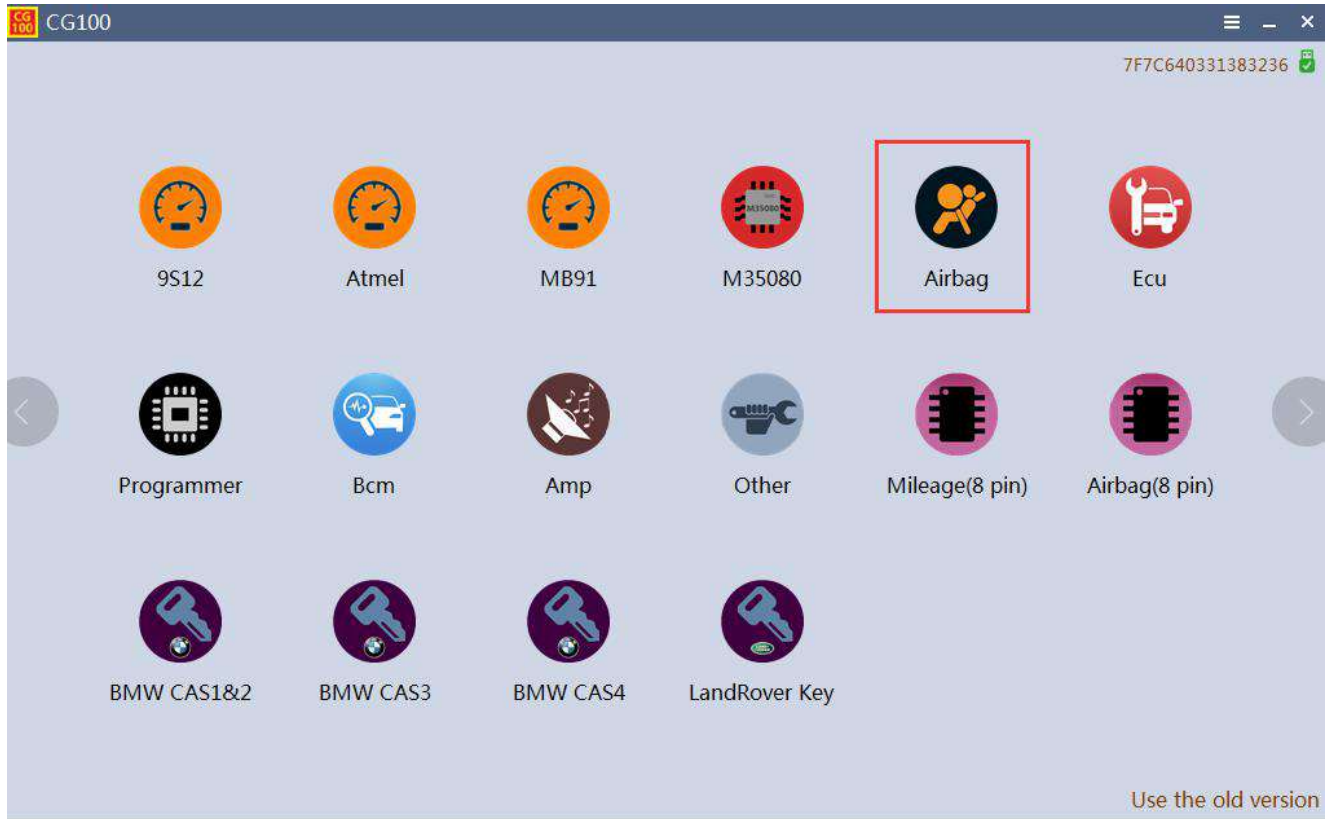 CG100 CG100
7F7C640331383236
9S12 Atmel MB91 M35080 Airbag Ecu
M35080
Programmer Bcm Amp Other Mileage(8 pin) Airbag(8 pin)
BMW CAS1&2 BMW CAS3 BMW CAS4 LandRover Key
Use the old version